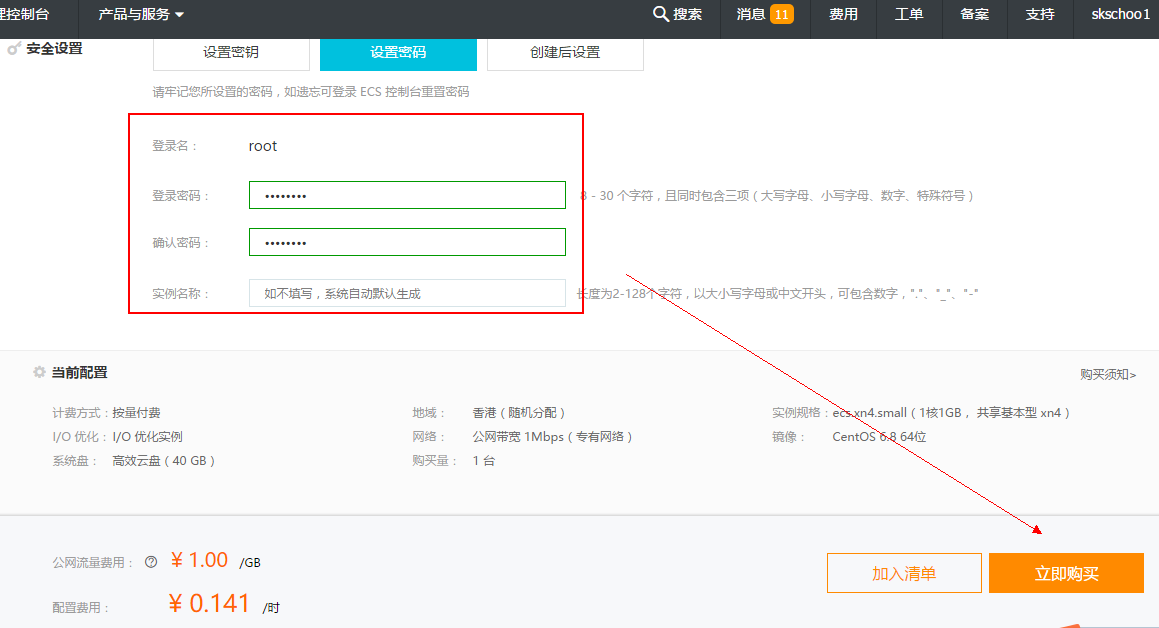 理控制台 产品与服务 搜索 消息 11 费用 工单 备案 支持 skschoo1
安全设置 设置密钥 设置密码 创建后设置
请牢记您所设置的密码，如遗忘可登录 ECS 控制台重置密码
登录名： root
登录密码： •••••••• 8 - 30 个字符，且同时包含三项（大写字母、小写字母、数字、特殊符号）
确认密码： ••••••••
实例名称： 如不填写，系统自动默认生成 长度为2-128个字符，以大小写字母或中文开头，可包含数字，"."、"_"、"-"
当前配置 购买须知>
计费方式：按量付费 地域： 香港（随机分配） 实例规格：ecs.xn4.small（1核1GB， 共享基本型 xn4 ）
I/O 优化：I/O 优化实例 网络： 公网带宽 1Mbps（专有网络） 镜像： CentOS 6.8 64位
系统盘： 高效云盘（40 GB） 购买量： 1 台
公网流量费用： ? ¥ 1.00 /GB 加入清单 立即购买
配置费用： ¥ 0.141 /时